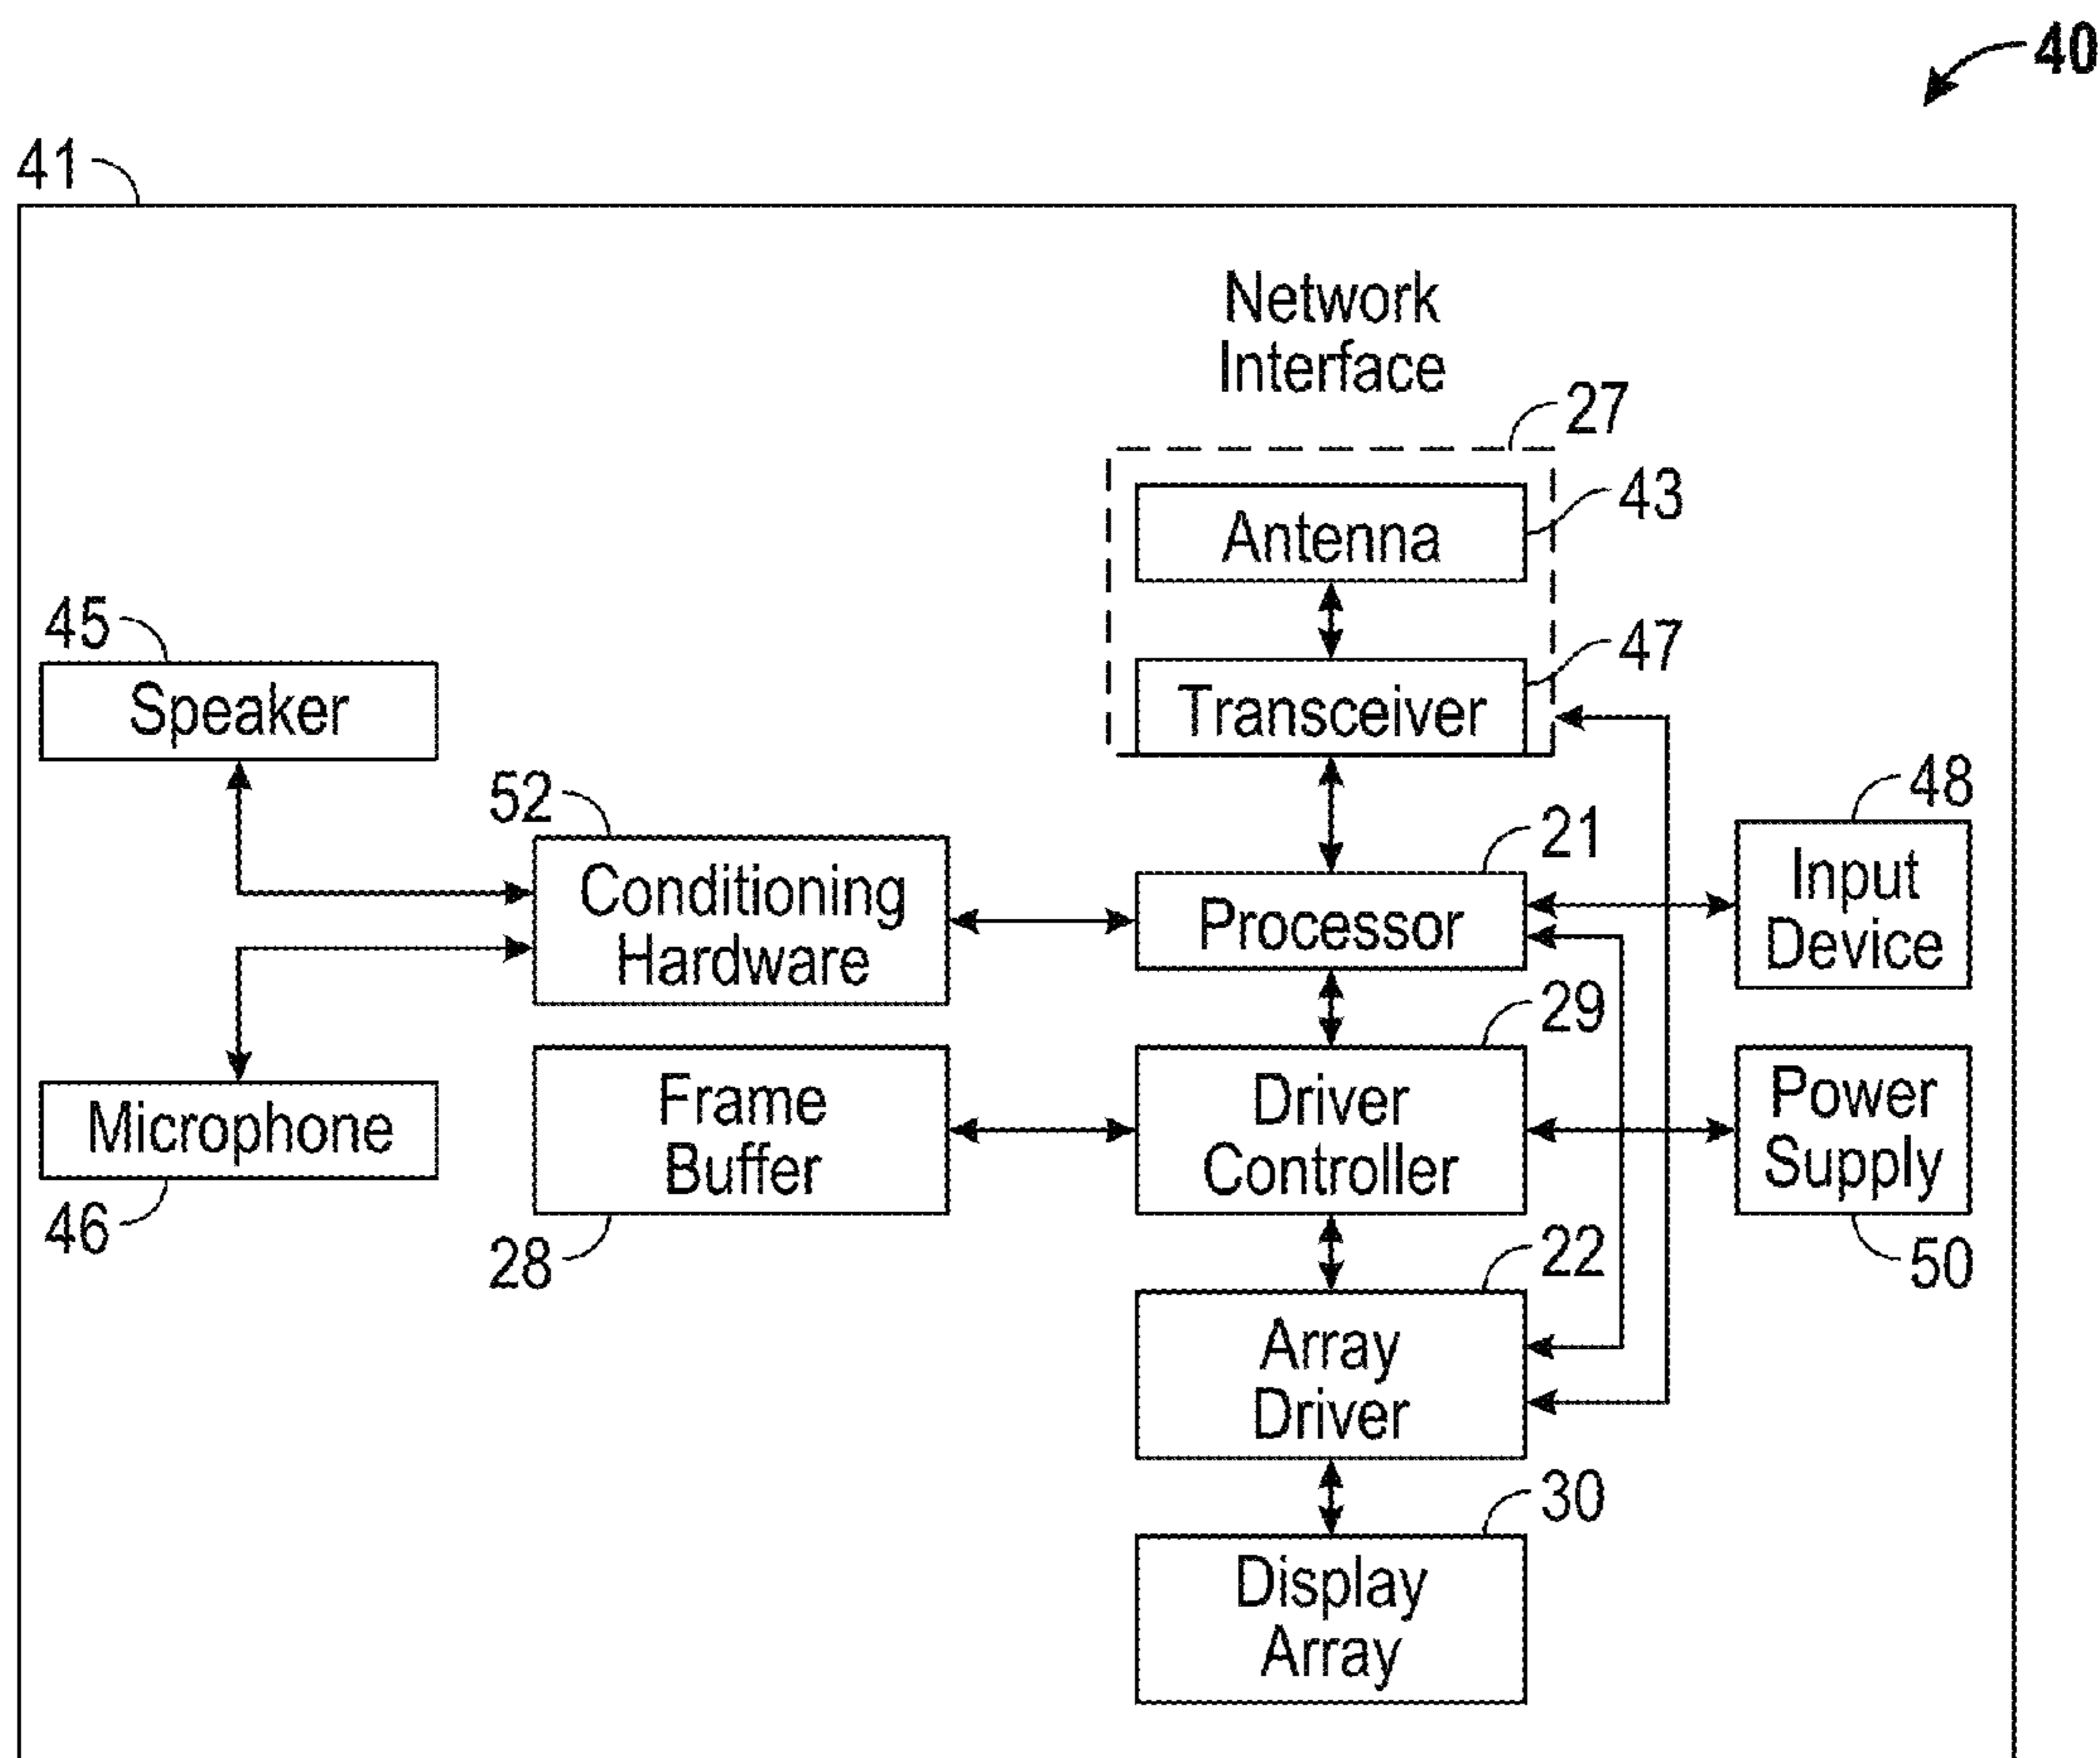 40
41
Network
Interface
27
43
Antenna
45
47
Speaker
Transceiver
52
48
21
Conditioning
Hardware
Processor
Input
Device
29
Frame
Buffer
Driver
Controller
Power
Supply
Microphone
46
28
22
50
Array
Driver
30
Display
Array